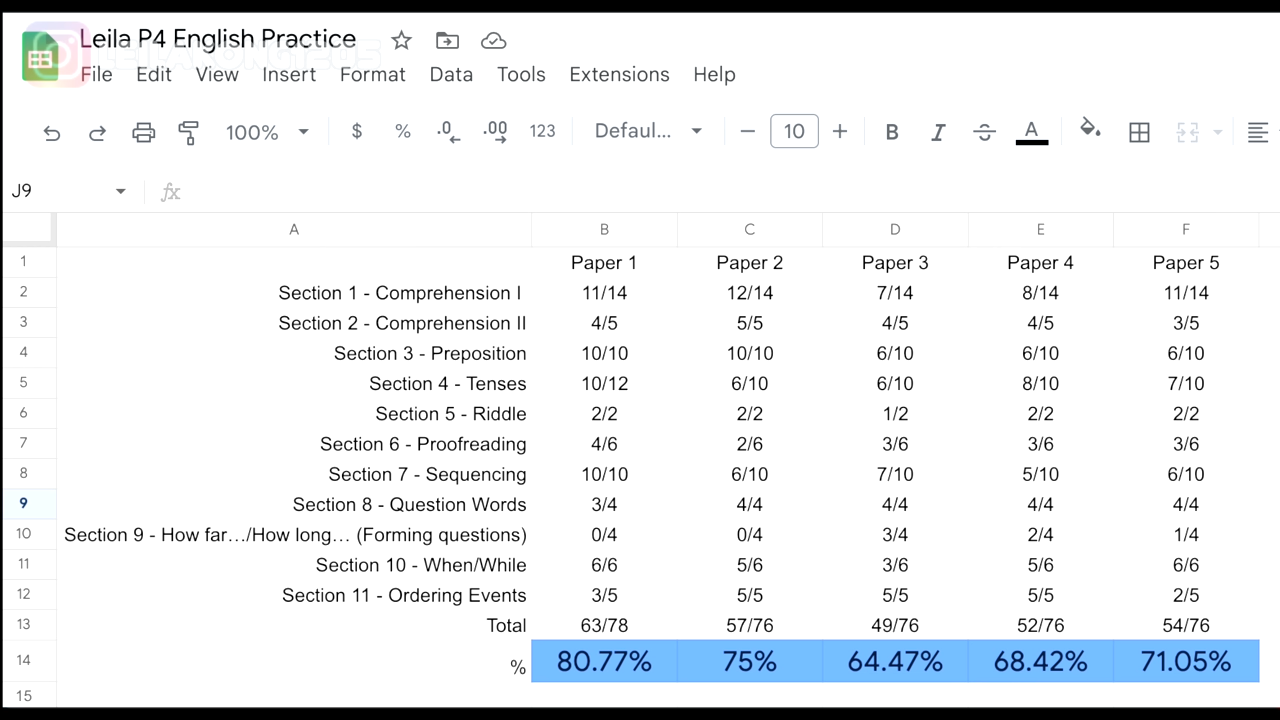 Leila P4 English Practice
File Edit View Insert Format Data Tools Extensions Help
100% $ % .0 .00 123 Defaul... 10 B I A
J9 fx
A B C D E F
1 Paper 1 Paper 2 Paper 3 Paper 4 Paper 5
2 Section 1 - Comprehension I 11/14 12/14 7/14 8/14 11/14
3 Section 2 - Comprehension II 4/5 5/5 4/5 4/5 3/5
4 Section 3 - Preposition 10/10 10/10 6/10 6/10 6/10
5 Section 4 - Tenses 10/12 6/10 6/10 8/10 7/10
6 Section 5 - Riddle 2/2 2/2 1/2 2/2 2/2
7 Section 6 - Proofreading 4/6 2/6 3/6 3/6 3/6
8 Section 7 - Sequencing 10/10 6/10 7/10 5/10 6/10
9 Section 8 - Question Words 3/4 4/4 4/4 4/4 4/4
10 Section 9 - How far…/How long… (Forming questions) 0/4 0/4 3/4 2/4 1/4
11 Section 10 - When/While 6/6 5/6 3/6 5/6 6/6
12 Section 11 - Ordering Events 3/5 5/5 5/5 5/5 2/5
13 Total 63/78 57/76 49/76 52/76 54/76
14 % 80.77% 75% 64.47% 68.42% 71.05%
15